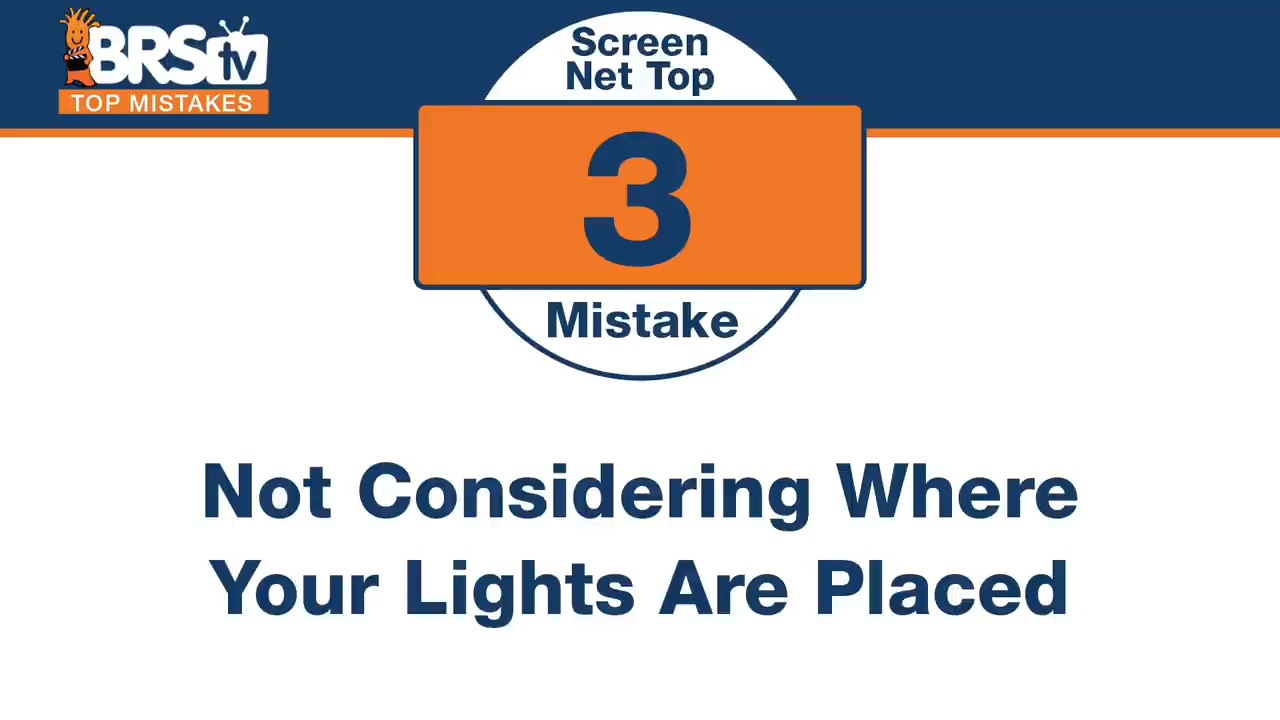 BRStv
TOP MISTAKES
Screen
Net Top
3
Mistake
Not Considering Where
Your Lights Are Placed